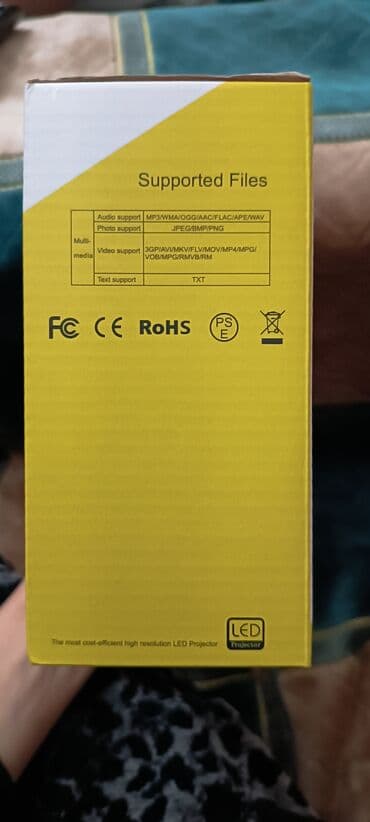 Supported Files
Audio support MP3/WMA/OGG/AAC/FLAC/APE/WAV
Photo support JPEG/BMP/PNG
Multi-
media
Video support 3GP/AVI/MKV/FLV/MOV/MP4/MPG/
VOB/MPG/RMVB/RM
Text support TXT
FC CE RoHS PS
E
The most cost-efficient high resolution LED Projector
LED
Projector